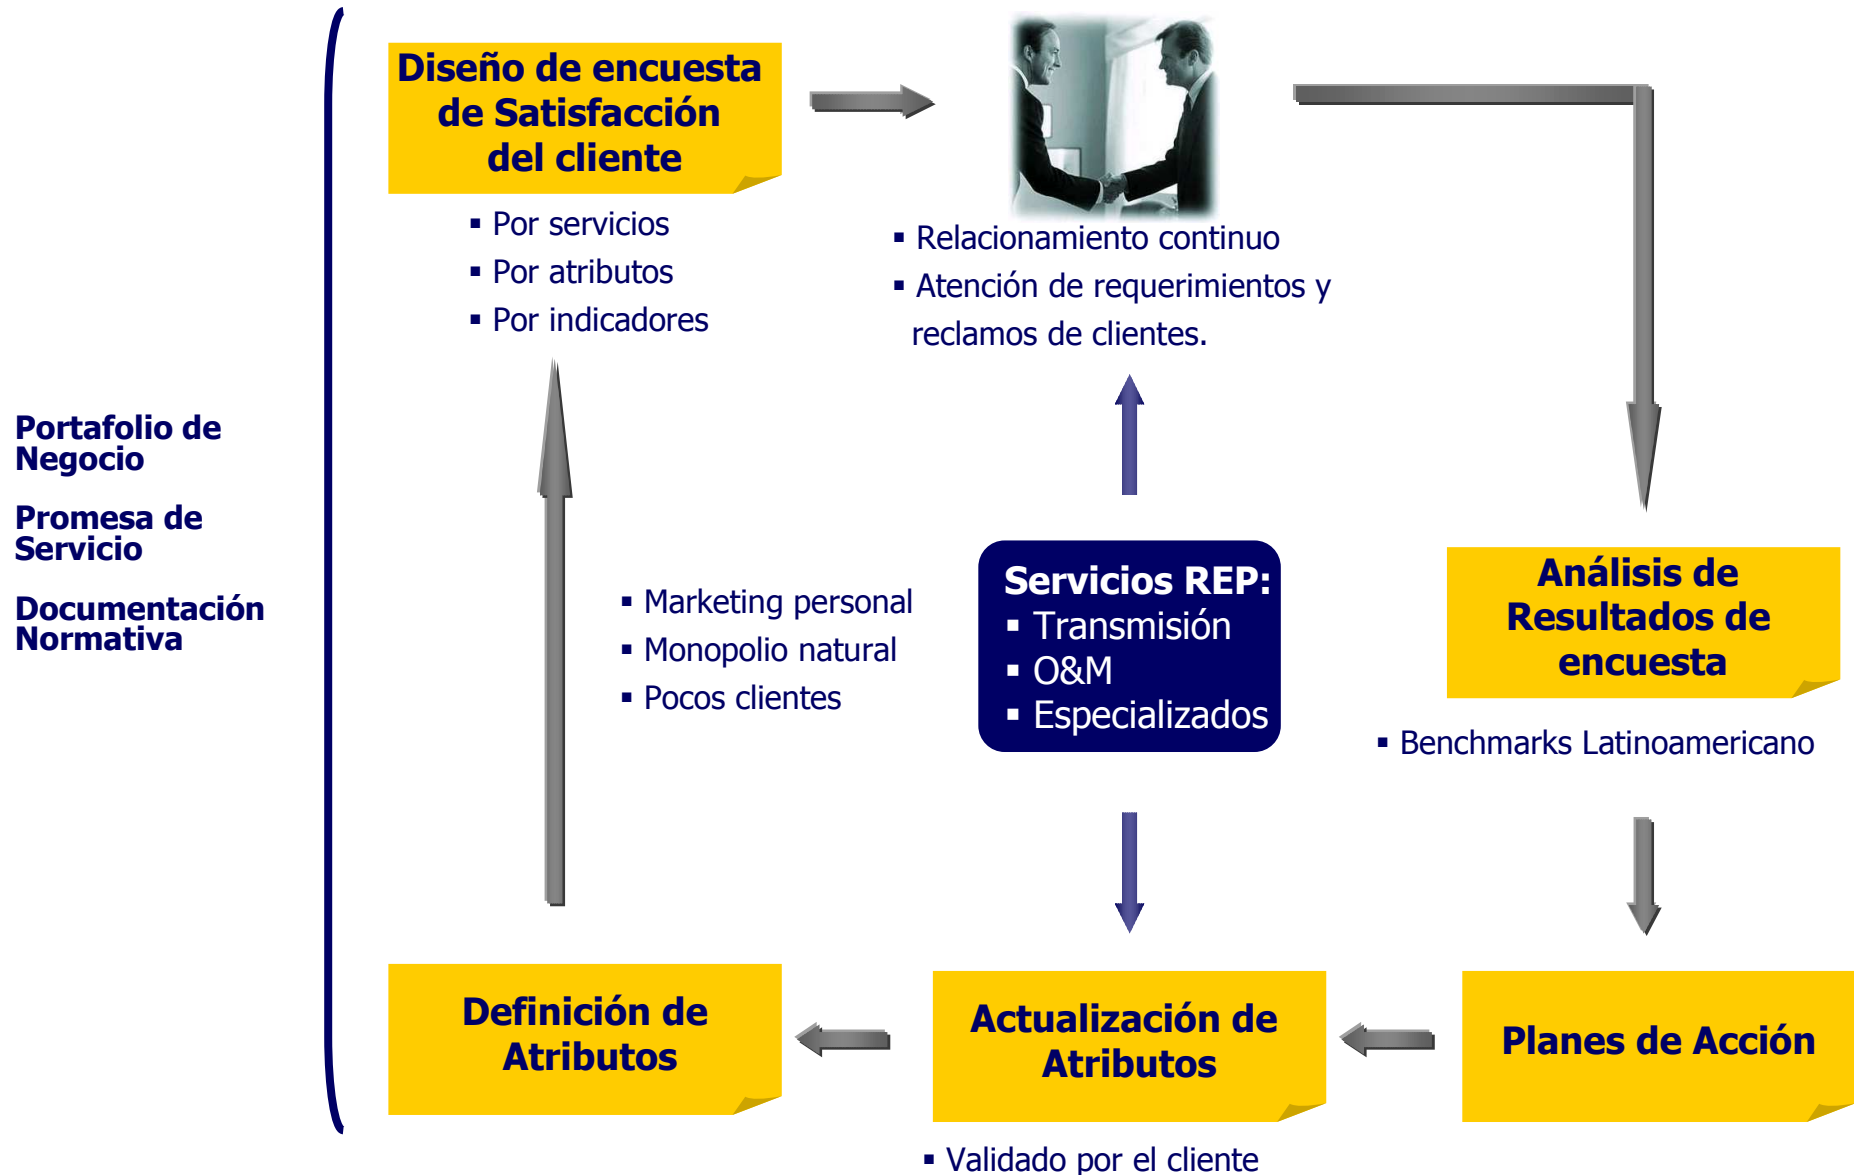 Portafolio de
Negocio
Promesa de
Servicio
Documentación
Normativa
Diseño de encuesta
de Satisfacción
del cliente
▪ Por servicios
▪ Por atributos
▪ Por indicadores
▪ Relacionamiento continuo
▪ Atención de requerimientos y
reclamos de clientes.
▪ Marketing personal
▪ Monopolio natural
▪ Pocos clientes
Servicios REP:
▪ Transmisión
▪ O&M
▪ Especializados
Análisis de
Resultados de
encuesta
▪ Benchmarks Latinoamericano
Definición de
Atributos
Actualización de
Atributos
▪ Validado por el cliente
Planes de Acción